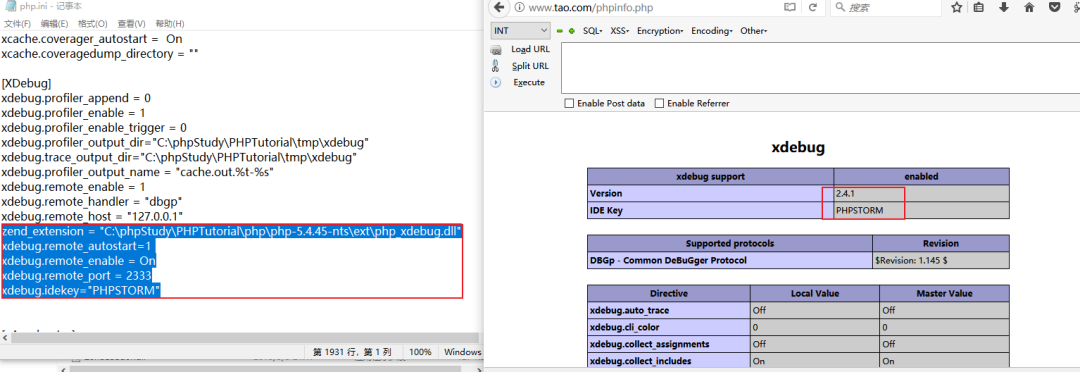 php.ini - 记事本
文件(F) 编辑(E) 格式(O) 查看(V) 帮助(H)
xcache.coverager_autostart = On
xcache.coveragedump_directory = ""
[XDebug]
xdebug.profiler_append = 0
xdebug.profiler_enable = 1
xdebug.profiler_enable_trigger = 0
xdebug.profiler_output_dir="C:\phpStudy\PHPTutorial\tmp\xdebug"
xdebug.trace_output_dir="C:\phpStudy\PHPTutorial\tmp\xdebug"
xdebug.profiler_output_name = "cache.out.%t-%s"
xdebug.remote_enable = 1
xdebug.remote_handler = "dbgp"
xdebug.remote_host = "127.0.0.1"
zend_extension = "C:\phpStudy\PHPTutorial\php\php-5.4.45-nts\ext\php_xdebug.dll"
xdebug.remote_autostart=1
xdebug.remote_enable = On
xdebug.remote_port = 2333
xdebug.idekey="PHPSTORM"
第 1931 行，第 1 列 100% Windows
www.tao.com/phpinfo.php
搜索
INT SQL- XSS- Encryption- Encoding- Other-
Load URL
Split URL
Execute
Enable Post data Enable Referrer
xdebug
xdebug support enabled
Version 2.4.1
IDE Key PHPSTORM
Supported protocols Revision
DBGp - Common DeBugger Protocol $Revision: 1.145 $
Directive Local Value Master Value
xdebug.auto_trace Off Off
xdebug.cli_color 0 0
xdebug.collect_assignments Off Off
xdebug.collect_includes On On